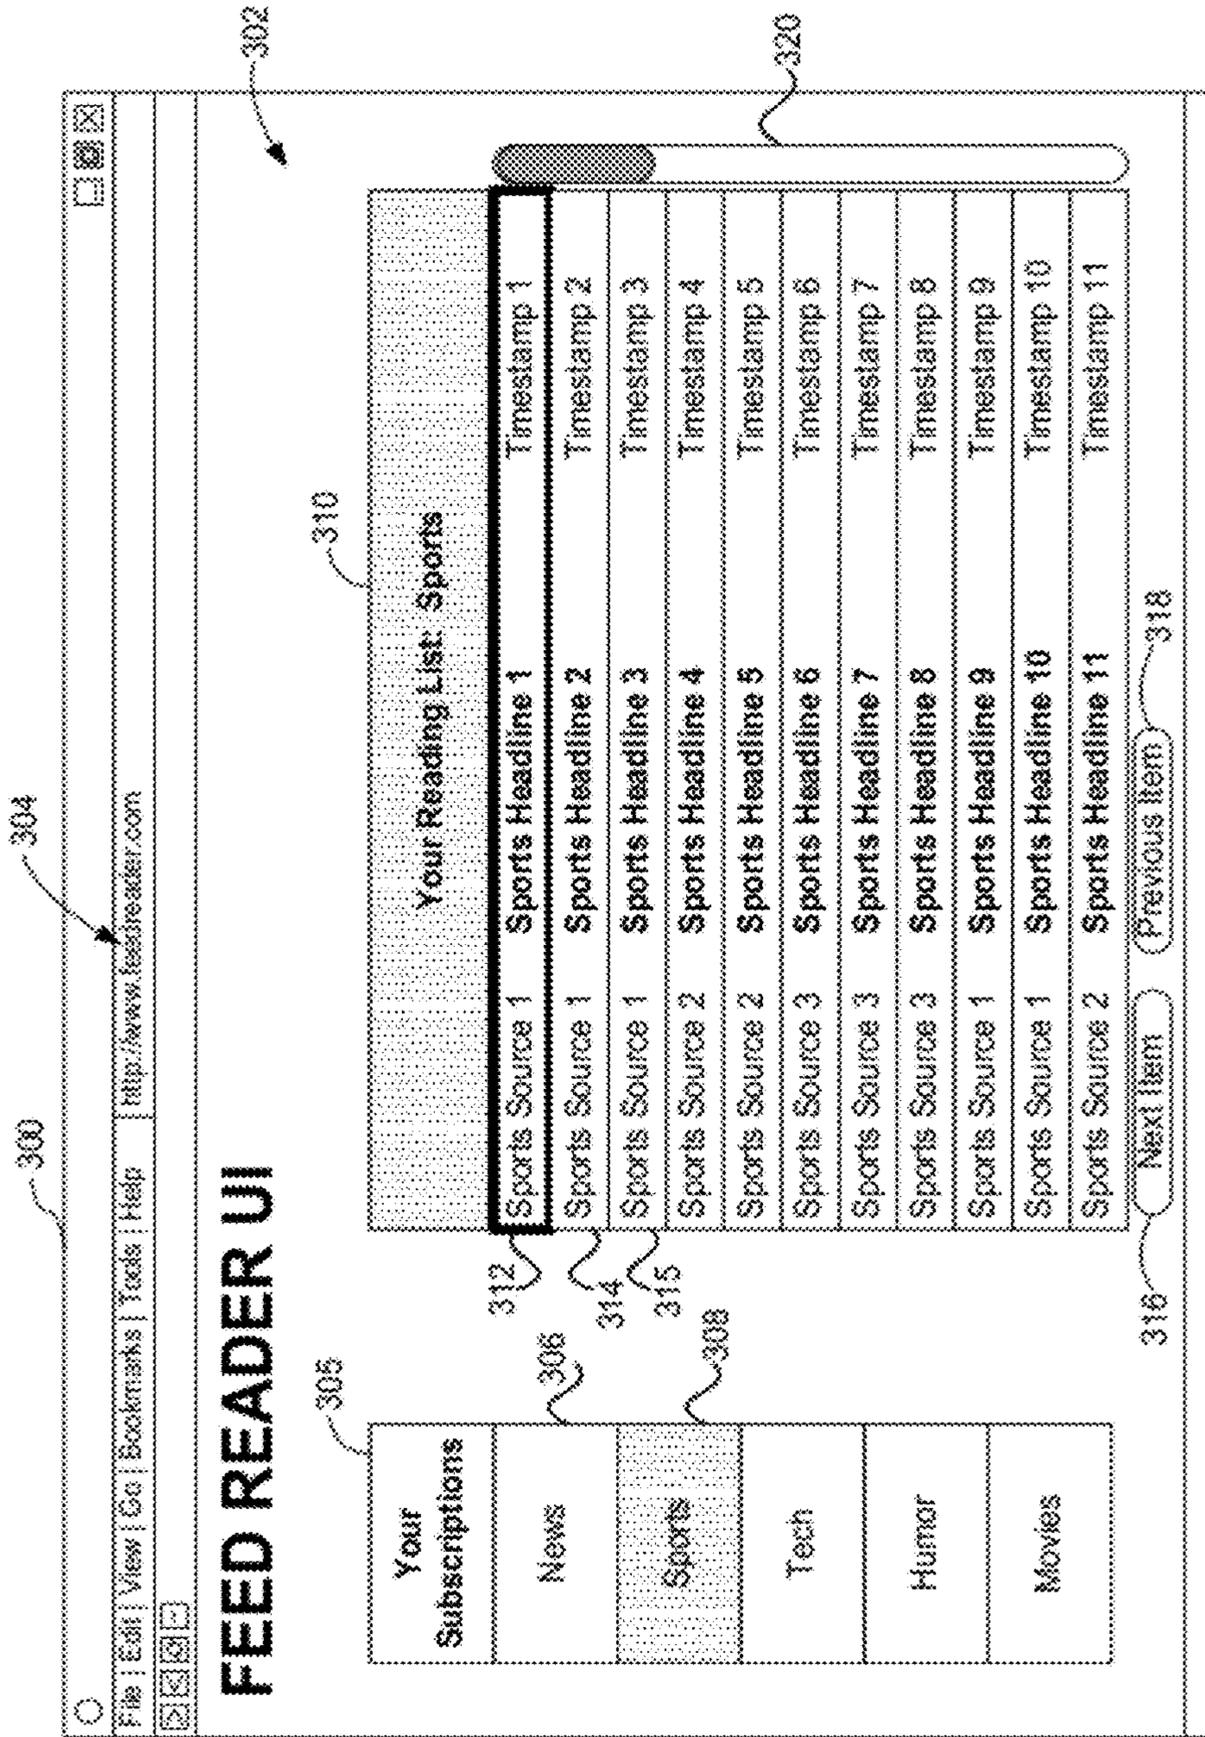 300
304
302
File | Edit | View | Go | Bookmarks | Tools | Help
http://www.feedreader.com
FEED READER UI
305
310
Your
Subscriptions
News
Sports
Tech
Humor
Movies
306
308
Your Reading List: Sports
312
314
315
Sports Source 1 Sports Headline 1 Timestamp 1
Sports Source 1 Sports Headline 2 Timestamp 2
Sports Source 1 Sports Headline 3 Timestamp 3
Sports Source 2 Sports Headline 4 Timestamp 4
Sports Source 2 Sports Headline 5 Timestamp 5
Sports Source 3 Sports Headline 6 Timestamp 6
Sports Source 3 Sports Headline 7 Timestamp 7
Sports Source 3 Sports Headline 8 Timestamp 8
Sports Source 1 Sports Headline 9 Timestamp 9
Sports Source 1 Sports Headline 10 Timestamp 10
Sports Source 2 Sports Headline 11 Timestamp 11
320
316
Next Item
Previous Item
318